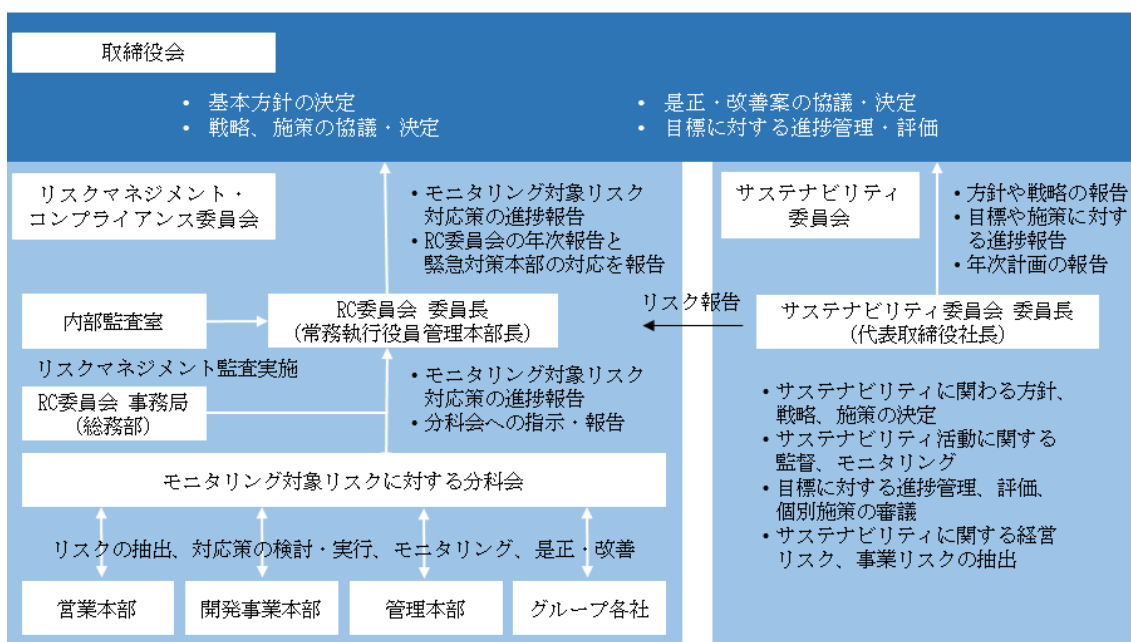 取締役会
• 基本方針の決定
• 戦略、施策の協議・決定
• 是正・改善案の協議・決定
• 目標に対する進捗管理・評価
リスクマネジメント・
コンプライアンス委員会
• モニタリング対象リスク
対応策の進捗報告
• RC委員会の年次報告と
緊急対策本部の対応を報告
内部監査室
RC委員会 委員長
(常務執行役員管理本部長)
リスクマネジメント監査実施
RC委員会 事務局
(総務部)
• モニタリング対象リスク
対応策の進捗報告
• 分科会への指示・報告
モニタリング対象リスクに対する分科会
リスクの抽出、対応策の検討・実行、モニタリング、是正・改善
営業本部
開発事業本部
管理本部
グループ各社
リスク報告
サステナビリティ
委員会
• 方針や戦略の報告
• 目標や施策に対す
る進捗報告
• 年次計画の報告
サステナビリティ委員会 委員長
(代表取締役社長)
• サステナビリティに関わる方針、
戦略、施策の決定
• サステナビリティ活動に関する
監督、モニタリング
• 目標に対する進捗管理、評価、
個別施策の審議
• サステナビリティに関する経営
リスク、事業リスクの抽出